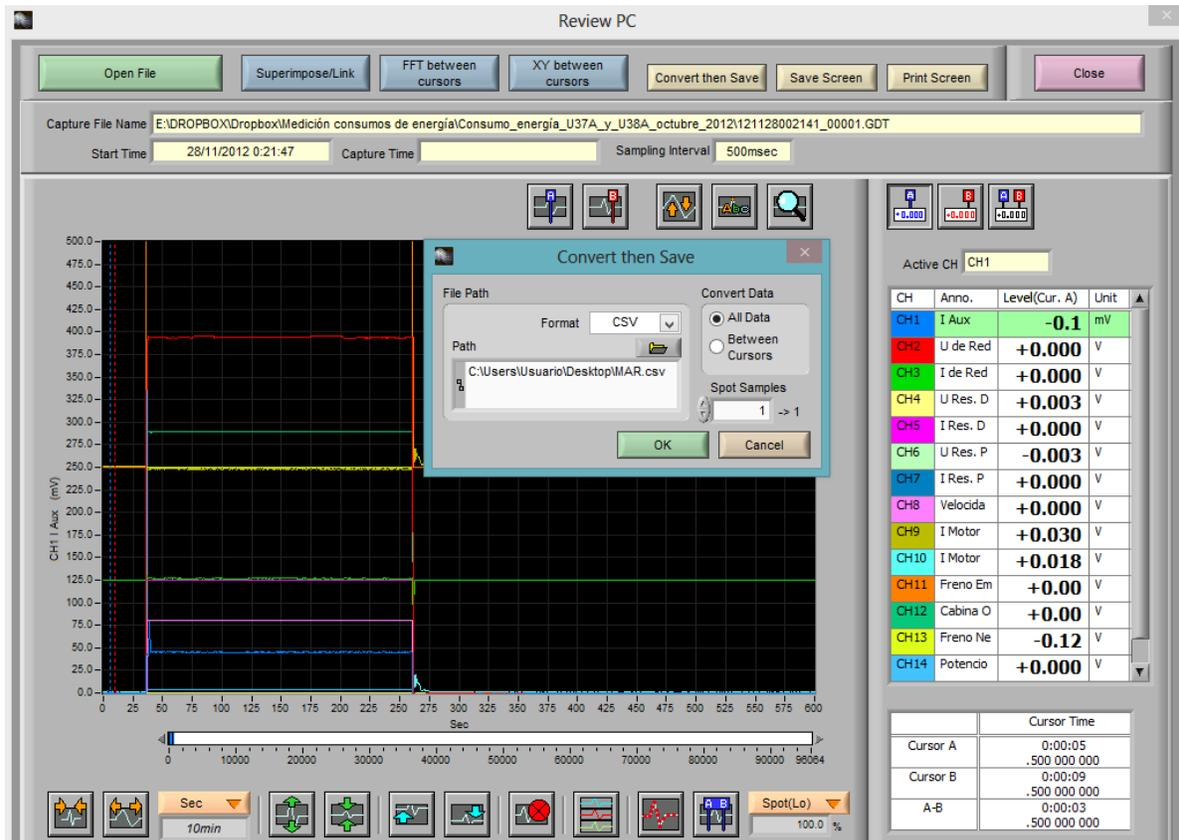 Review PC
Open File
Superimpose/Link
FFT between
cursors
XY between
cursors
Convert then Save
Save Screen
Print Screen
Close
Capture File Name E:\DROPBOX\Dropbox\Medición consumos de energía\Consumo_energía_U37A_y_U38A_octubre_2012\121128002141_00001.GDT
Start Time 28/11/2012 0:21:47 Capture Time Sampling Interval 500msec
A B Abc
500.0
475.0
450.0
425.0
400.0
375.0
350.0
325.0
300.0
275.0
250.0
225.0
200.0
175.0
150.0
125.0
100.0
75.0
50.0
25.0
0.0
CH1 I Aux (mV)
0 25 50 75 100 125 150 175 200 225 250 275 300 325 350 375 400 425 450 475 500 525 550 575 600
Sec
0 10000 20000 30000 40000 50000 60000 70000 80000 90000 96064
Sec
10min
A B
Spot(Lo)
100.0 %
Convert then Save
File Path
Format CSV
Path
C:\Users\Usuario\Desktop\MAR.csv
Convert Data
All Data
Between
Cursors
Spot Samples
1 -> 1
OK Cancel
A B A B
+0.000 +0.000 +0.000
Active CH CH1
CH Anno. Level(Cur. A) Unit
CH1 I Aux -0.1 mV
CH2 U de Red +0.000 V
CH3 I de Red +0.000 V
CH4 U Res. D +0.003 V
CH5 I Res. D +0.000 V
CH6 U Res. P -0.003 V
CH7 I Res. P +0.000 V
CH8 Velocida +0.000 V
CH9 I Motor +0.030 V
CH10 I Motor +0.018 V
CH11 Freno Em +0.00 V
CH12 Cabina O +0.00 V
CH13 Freno Ne -0.12 V
CH14 Potencio +0.000 V
Cursor Time
Cursor A 0:00:05
.500 000 000
Cursor B 0:00:09
.500 000 000
A-B 0:00:03
.500 000 000